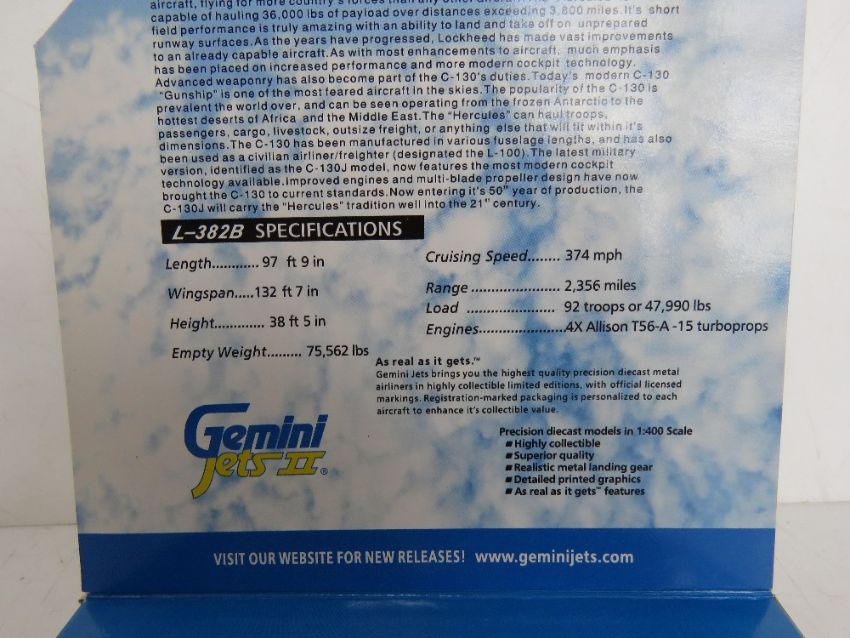 aircraft, flying for more country's forces than any other
capable of hauling 36,000 lbs of payload over distances exceeding 3,800 miles.It's short
field performance is truly amazing with an ability to land and take off on unprepared
runway surfaces.As the years have progressed, Lockheed has made vast improvements
to an already capable aircraft.As with most enhancements to aircraft, much emphasis
has been placed on increased performance and more modern cockpit technology.
Advanced weaponry has also become part of the C-130's duties.Today's modern C-130
"Gunship" is one of the most feared aircraft in the skies.The popularity of the C-130 is
prevalent the world over, and can be seen operating from the frozen Antarctic to the
hottest deserts of Africa and the Middle East.The "Hercules" can haul troops,
passengers, cargo, livestock, outsize freight, or anything else that will fit within it's
dimensions.The C-130 has been manufactured in various fuselage lengths, and has also
been used as a civilian airliner/freighter (designated the L-100).The latest military
version, identified as the C-130J model, now features the most modern cockpit
technology available.Improved engines and multi-blade propeller design have now
brought the C-130 to current standards.Now entering it's 50th year of production, the
C-130J will carry the "Hercules" tradition well into the 21st century.
L-382B SPECIFICATIONS
Length............ 97 ft 9 in
Wingspan.....132 ft 7 in
Height............. 38 ft 5 in
Empty Weight......... 75,562 lbs
Cruising Speed........ 374 mph
Range ...................... 2,356 miles
Load ...................... 92 troops or 47,990 lbs
Engines......................4X Allison T56-A -15 turboprops
As real as it gets.™
Gemini Jets brings you the highest quality precision diecast metal
airliners in highly collectible limited editions, with official licensed
markings. Registration-marked packaging is personalized to each
aircraft to enhance it's collectible value.
Gemini
Jets II ®
Precision diecast models in 1:400 Scale
■ Highly collectible
■ Superior quality
■ Realistic metal landing gear
■ Detailed printed graphics
■ As real as it gets™ features
VISIT OUR WEBSITE FOR NEW RELEASES! www.geminijets.com